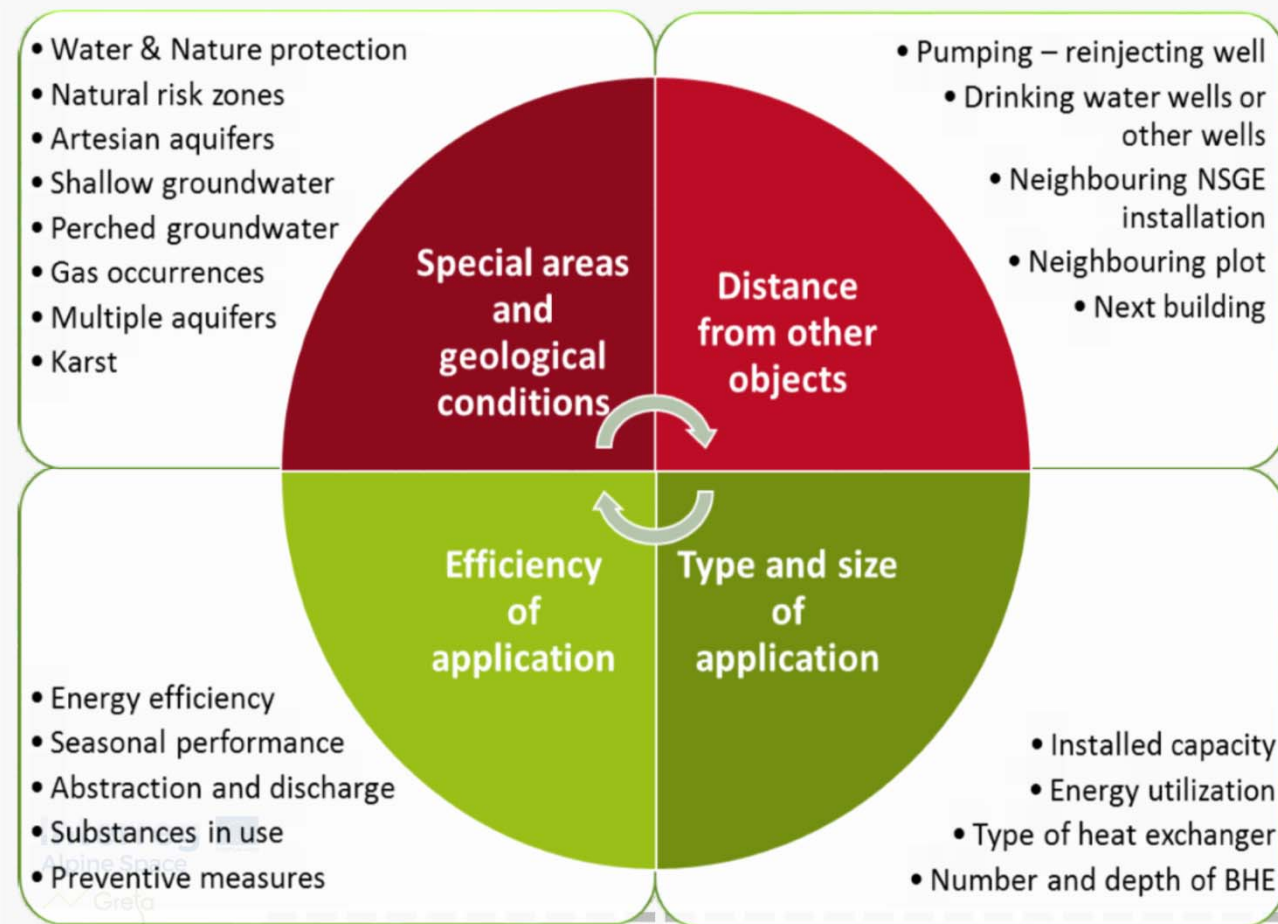 • Water & Nature protection
• Natural risk zones
• Artesian aquifers
• Shallow groundwater
• Perched groundwater
• Gas occurrences
• Multiple aquifers
• Karst
• Pumping – reinjecting well
• Drinking water wells or
other wells
• Neighbouring NSGE
installation
• Neighbouring plot
• Next building
Special areas
and
geological
conditions
Distance
from other
objects
Efficiency
of
application
Type and size
of
application
• Energy efficiency
• Seasonal performance
• Abstraction and discharge
• Substances in use
• Preventive measures
• Installed capacity
• Energy utilization
• Type of heat exchanger
• Number and depth of BHE
Alpine Space
Greta